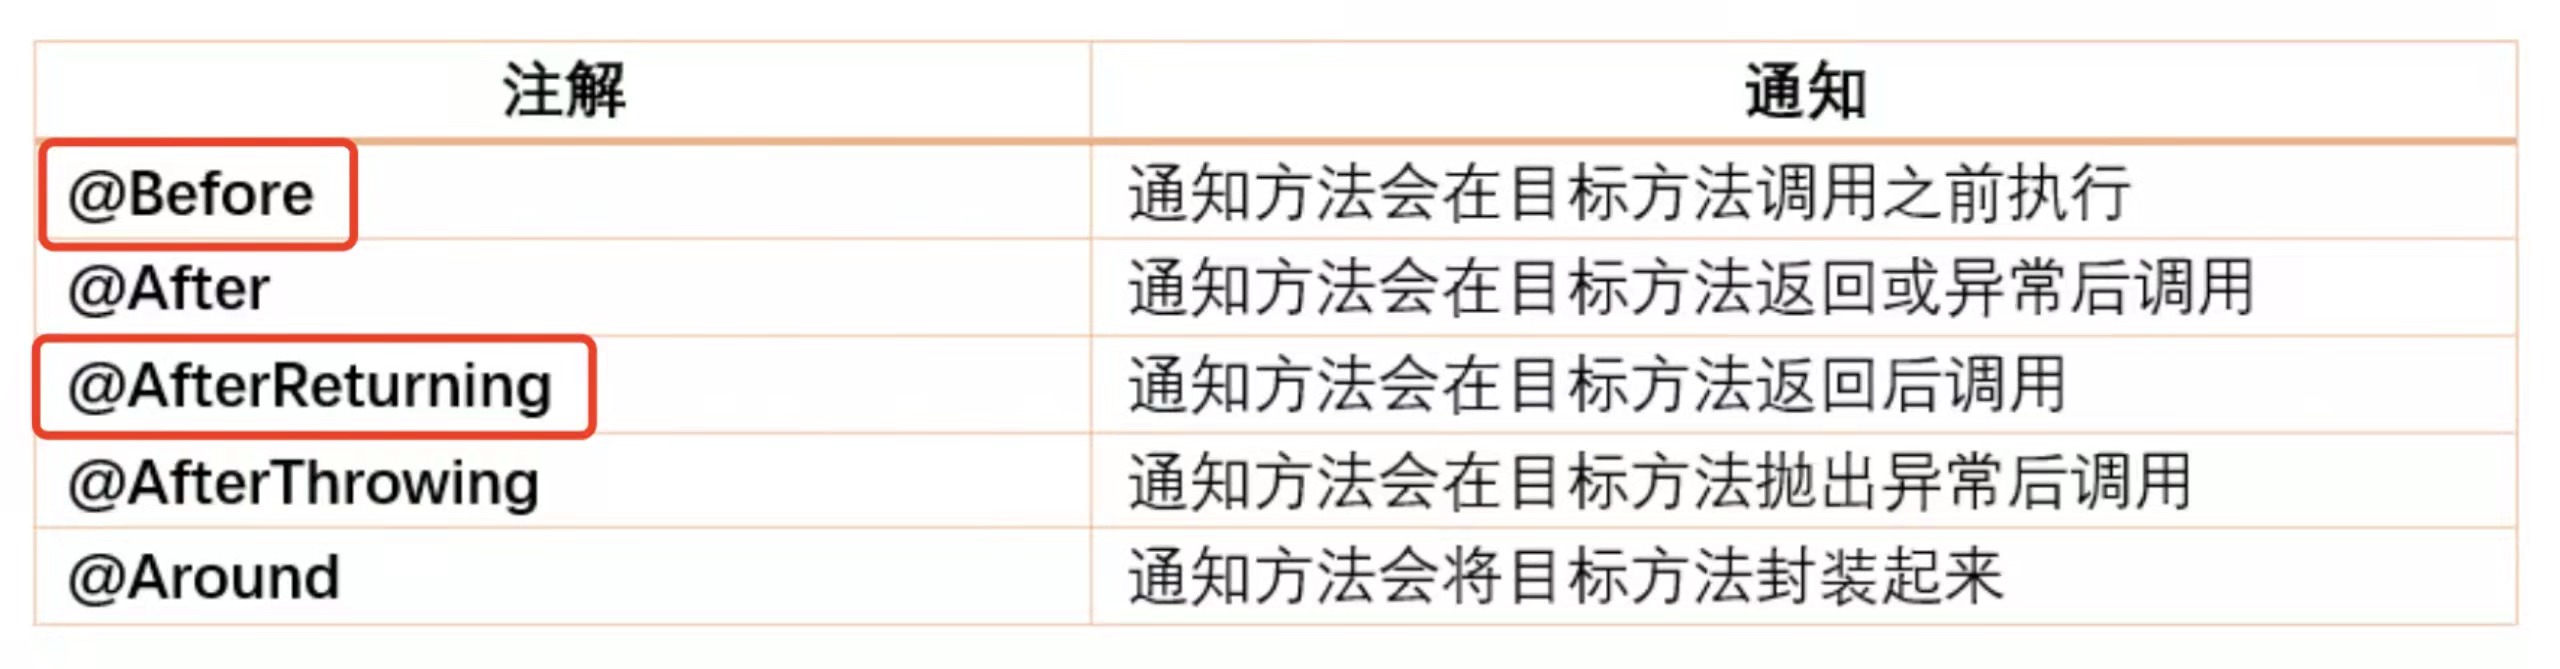 注解 通知
@Before 通知方法会在目标方法调用之前执行
@After 通知方法会在目标方法返回或异常后调用
@AfterReturning 通知方法会在目标方法返回后调用
@AfterThrowing 通知方法会在目标方法抛出异常后调用
@Around 通知方法会将目标方法封装起来